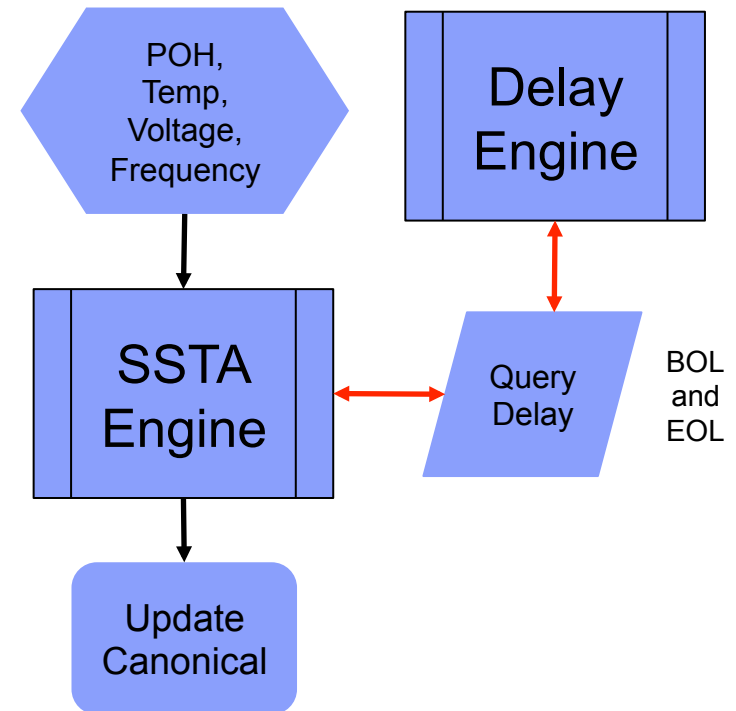 POH,
Temp,
Voltage,
Frequency
Delay
Engine
SSTA
Engine
Query
Delay
BOL
and
EOL
Update
Canonical